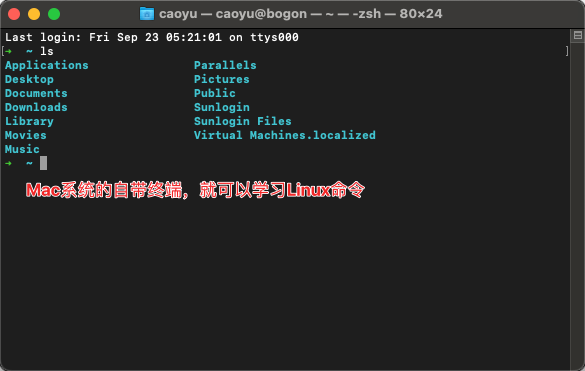 caoyu — caoyu@bogon — ~ — -zsh — 80×24
Last login: Fri Sep 23 05:21:01 on ttys000
[➜ ~ ls ]
Applications Parallels
Desktop Pictures
Documents Public
Downloads Sunlogin
Library Sunlogin Files
Movies Virtual Machines.localized
Music
➜ ~
Mac系统的自带终端，就可以学习Linux命令